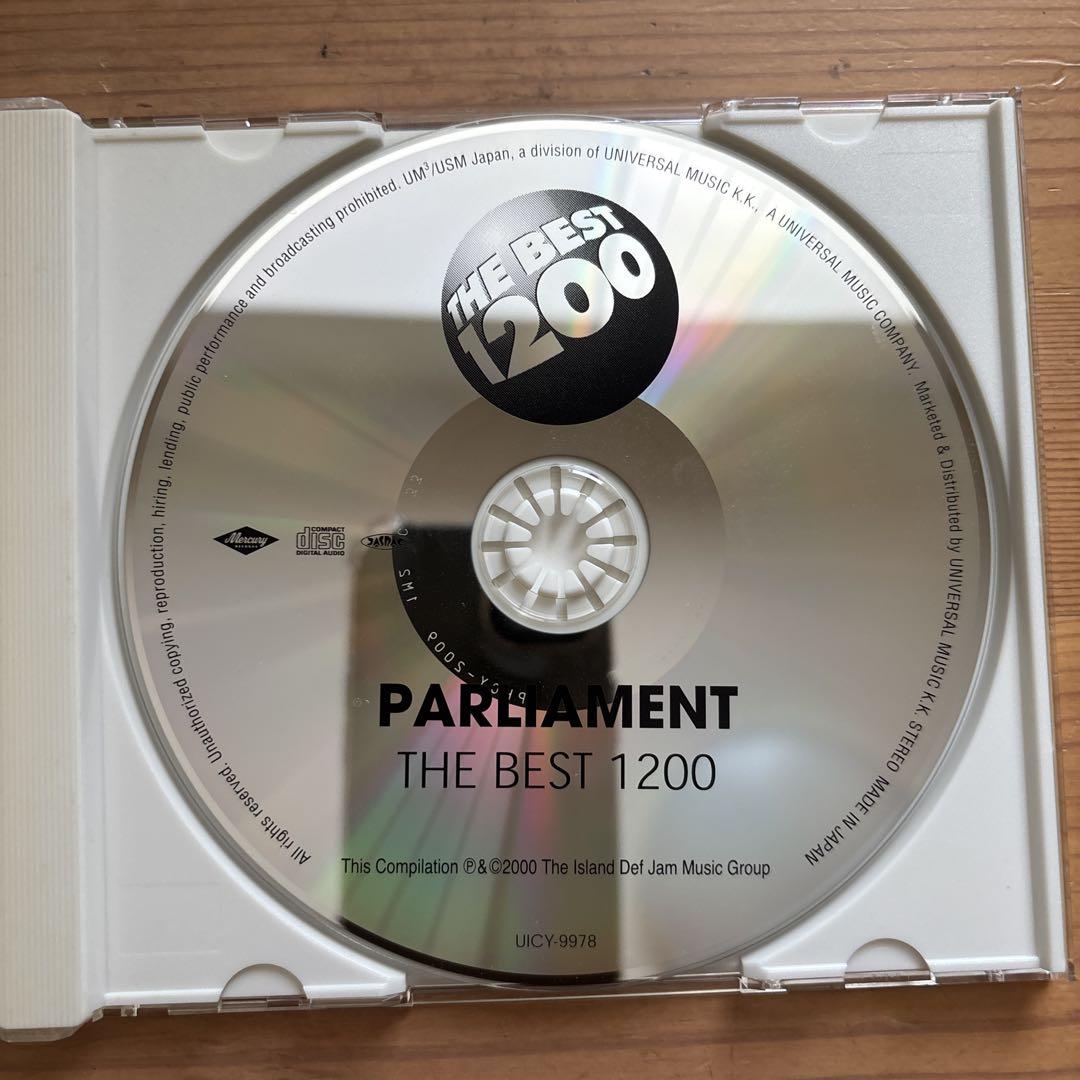 All rights reserved. Unauthorized copying, reproduction, hiring, lending, public performance and broadcasting prohibited. UM³/USM Japan, a division of UNIVERSAL MUSIC K.K., A UNIVERSAL MUSIC COMPANY. Marketed & Distributed by UNIVERSAL MUSIC K.K. STEREO MADE IN JAPAN
THE BEST
1200
Mercury
RECORDS
COMPACT
disc
DIGITAL AUDIO
JASRAC
PARLIAMENT
THE BEST 1200
This Compilation ℗&©2000 The Island Def Jam Music Group
UICY-9978